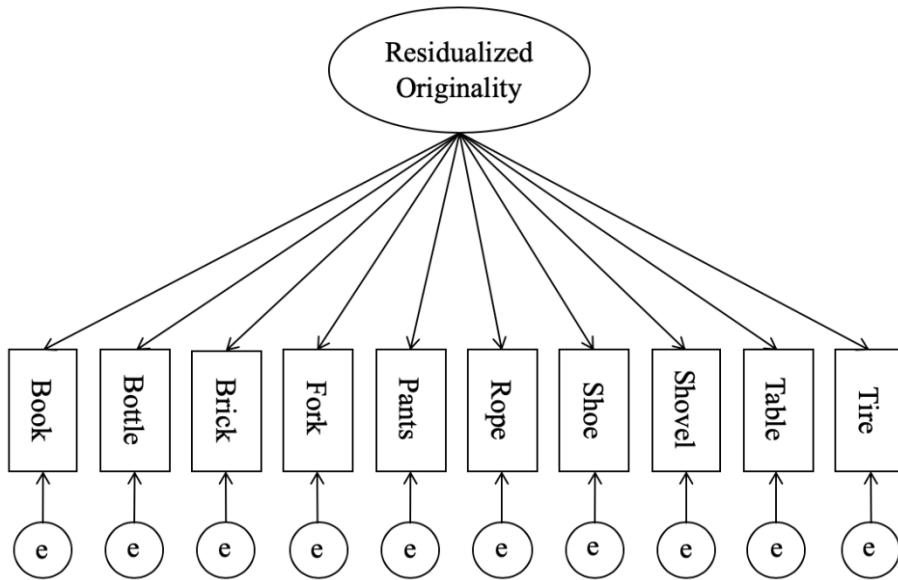 Residualized
Originality
Book
Bottle
Brick
Fork
Pants
Rope
Shoe
Shovel
Table
Tire
e
e
e
e
e
e
e
e
e
e